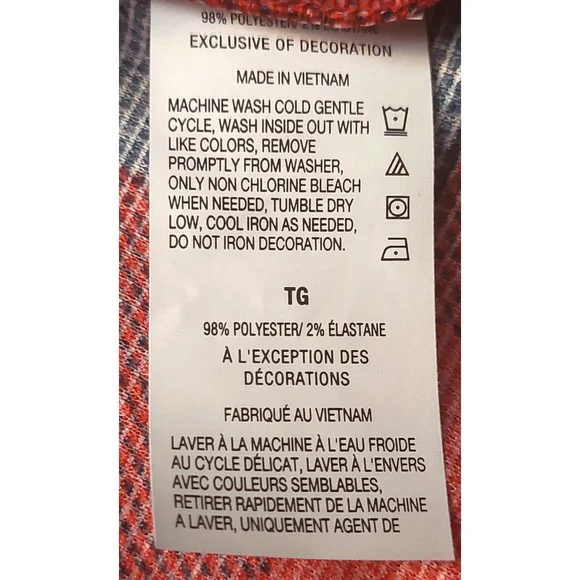 98% POLYESTER/ 2% ELASTANE
EXCLUSIVE OF DECORATION
MADE IN VIETNAM
MACHINE WASH COLD GENTLE
CYCLE, WASH INSIDE OUT WITH
LIKE COLORS, REMOVE
PROMPTLY FROM WASHER,
ONLY NON CHLORINE BLEACH
WHEN NEEDED, TUMBLE DRY
LOW, COOL IRON AS NEEDED,
DO NOT IRON DECORATION.
TG
98% POLYESTER/ 2% ÉLASTANE
À L'EXCEPTION DES
DÉCORATIONS
FABRIQUÉ AU VIETNAM
LAVER À LA MACHINE À L'EAU FROIDE
AU CYCLE DÉLICAT, LAVER À L'ENVERS
AVEC COULEURS SEMBLABLES,
RETIRER RAPIDEMENT DE LA MACHINE
A LAVER, UNIQUEMENT AGENT DE